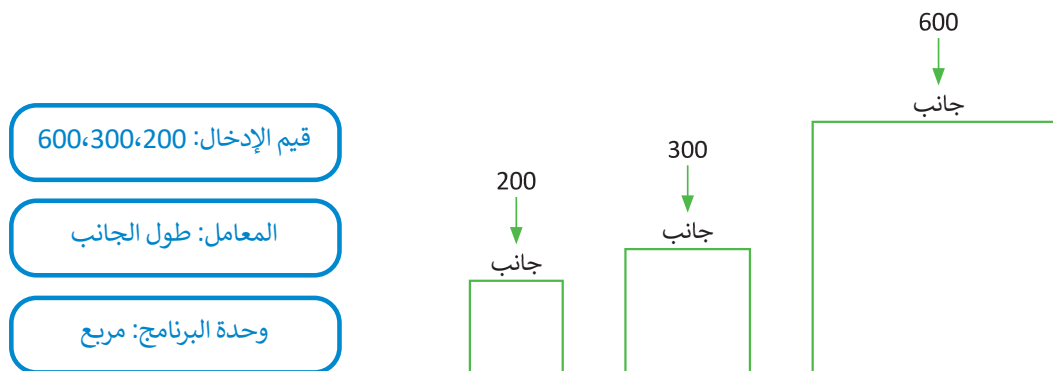 600
جانب
300
جانب
200
جانب
قيم الإدخال: 200،300،600
المعامل: طول الجانب
وحدة البرنامج: مربع